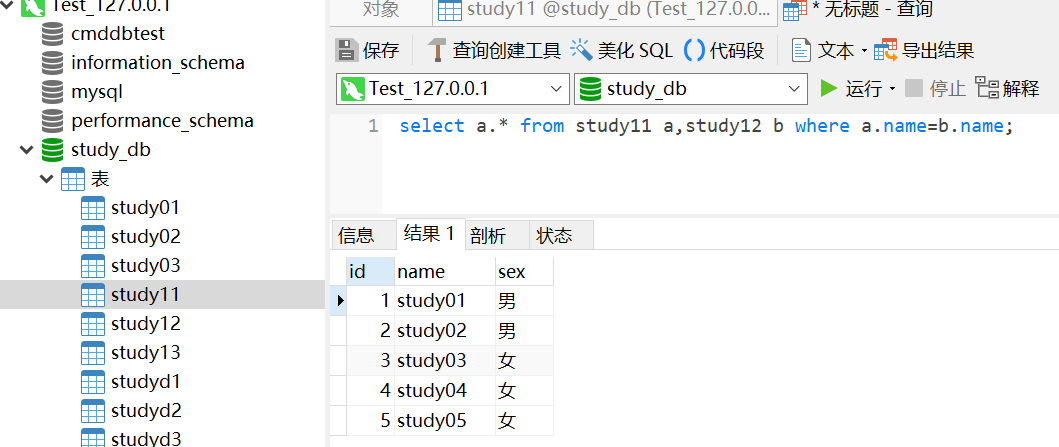 Test_127.0.0.1
cmddbtest
information_schema
mysql
performance_schema
study_db
表
study01
study02
study03
study11
study12
study13
studyd1
studyd2
studyd3
对象 study11 @study_db (Test_127.0.0... * 无标题 - 查询
保存 查询创建工具 美化 SQL () 代码段 文本 导出结果
Test_127.0.0.1 study_db 运行 停止 解释
1 select a.* from study11 a,study12 b where a.name=b.name;
信息 结果 1 剖析 状态
id name sex
1 study01 男
2 study02 男
3 study03 女
4 study04 女
5 study05 女